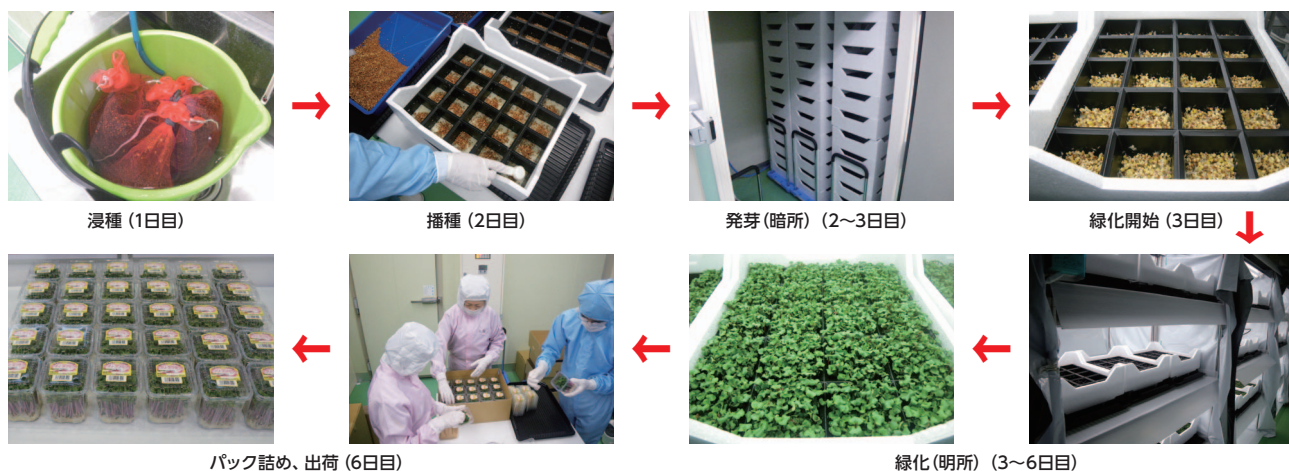 浸種（1日目）
播種（2日目）
発芽（暗所）（2～3日目）
緑化開始（3日目）
緑化（明所）（3～6日目）
パック詰め、出荷（6日目）